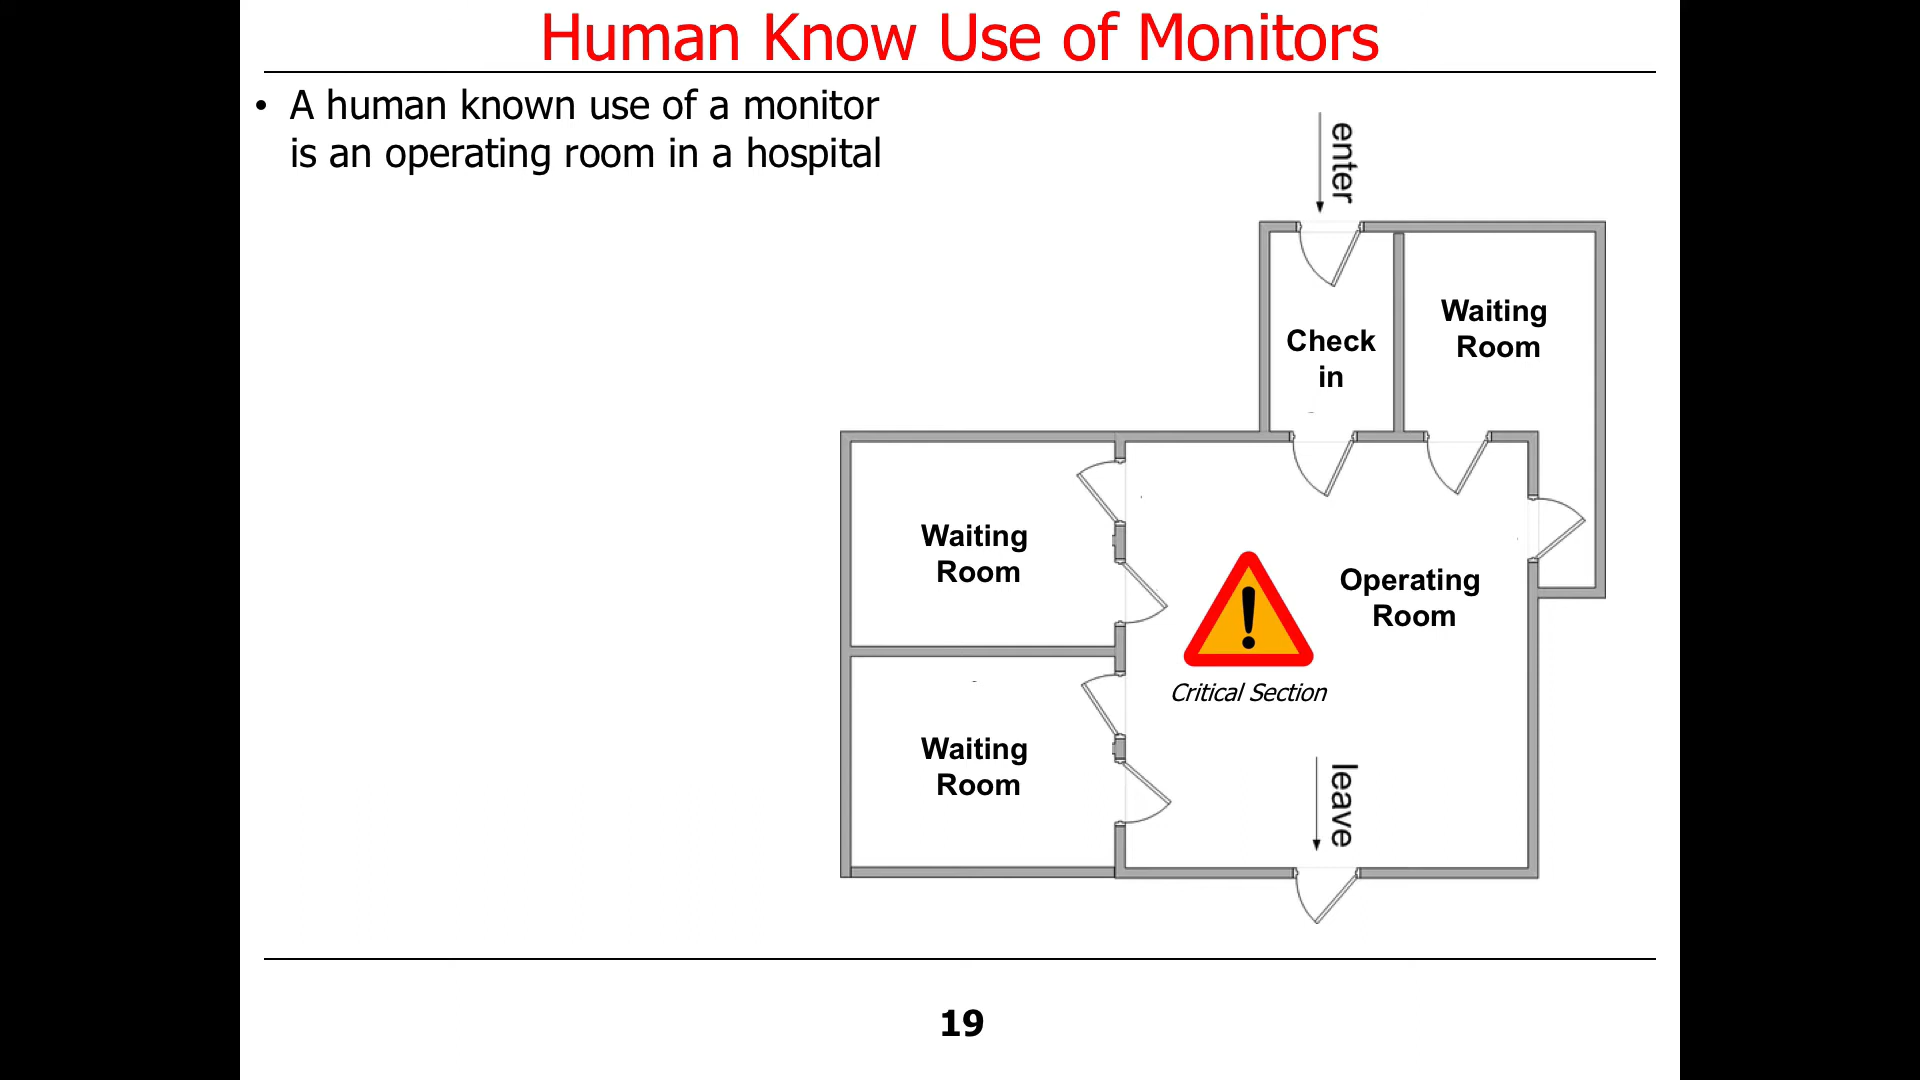 Human Know Use of Monitors
• A human known use of a monitor
is an operating room in a hospital
enter
Check
in
Waiting
Room
Waiting
Room
Operating
Room
Critical Section
Waiting
Room
leave
19